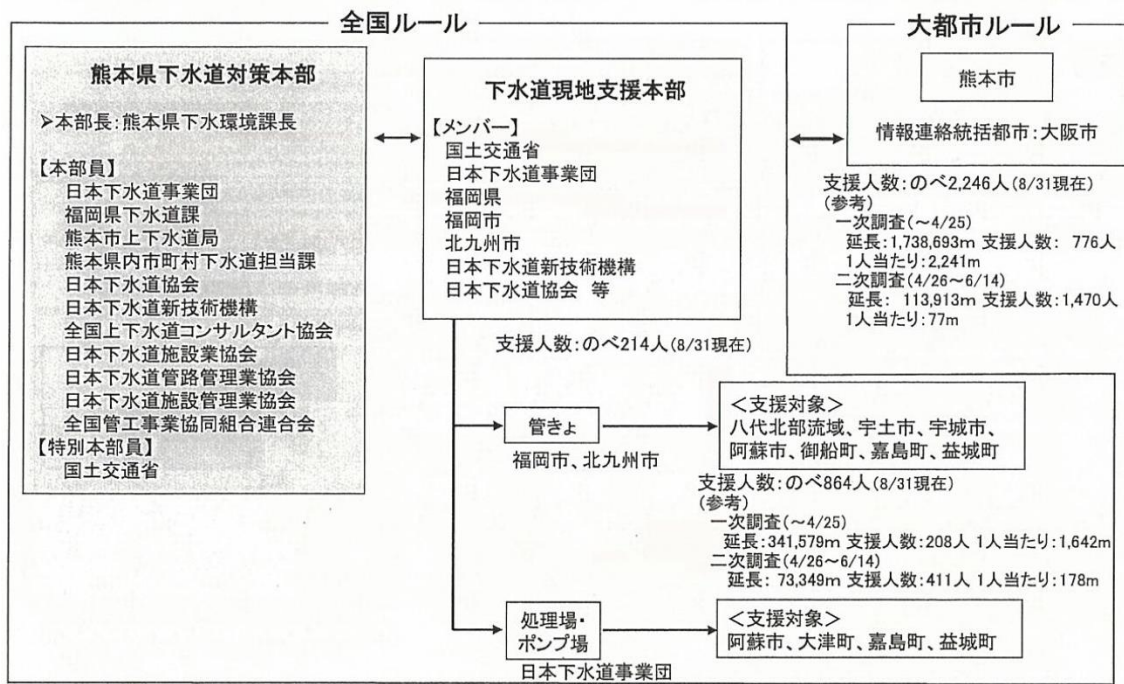 全国ルール
熊本県下水道対策本部
➢本部長:熊本県下水環境課長
【本部員】
日本下水道事業団
福岡県下水道課
熊本市上下水道局
熊本県内市町村下水道担当課
日本下水道協会
日本下水道新技術機構
全国上下水道コンサルタント協会
日本下水道施設業協会
日本下水道管路管理業協会
日本下水道施設管理業協会
全国管工事業協同組合連合会
【特別本部員】
国土交通省
下水道現地支援本部
【メンバー】
国土交通省
日本下水道事業団
福岡県
福岡市
北九州市
日本下水道新技術機構
日本下水道協会 等
支援人数:のべ214人(8/31現在)
大都市ルール
熊本市
情報連絡統括都市:大阪市
支援人数:のべ2,246人(8/31現在)
(参考)
一次調査(～4/25)
延長:1,738,693m 支援人数: 776人
1人当たり:2,241m
二次調査(4/26～6/14)
延長: 113,913m 支援人数:1,470人
1人当たり:77m
管きょ
福岡市、北九州市
<支援対象>
八代北部流域、宇土市、宇城市、
阿蘇市、御船町、嘉島町、益城町
支援人数:のべ864人(8/31現在)
(参考)
一次調査(～4/25)
延長:341,579m 支援人数:208人 1人当たり:1,642m
二次調査(4/26～6/14)
延長: 73,349m 支援人数:411人 1人当たり:178m
処理場・
ポンプ場
日本下水道事業団
<支援対象>
阿蘇市、大津町、嘉島町、益城町